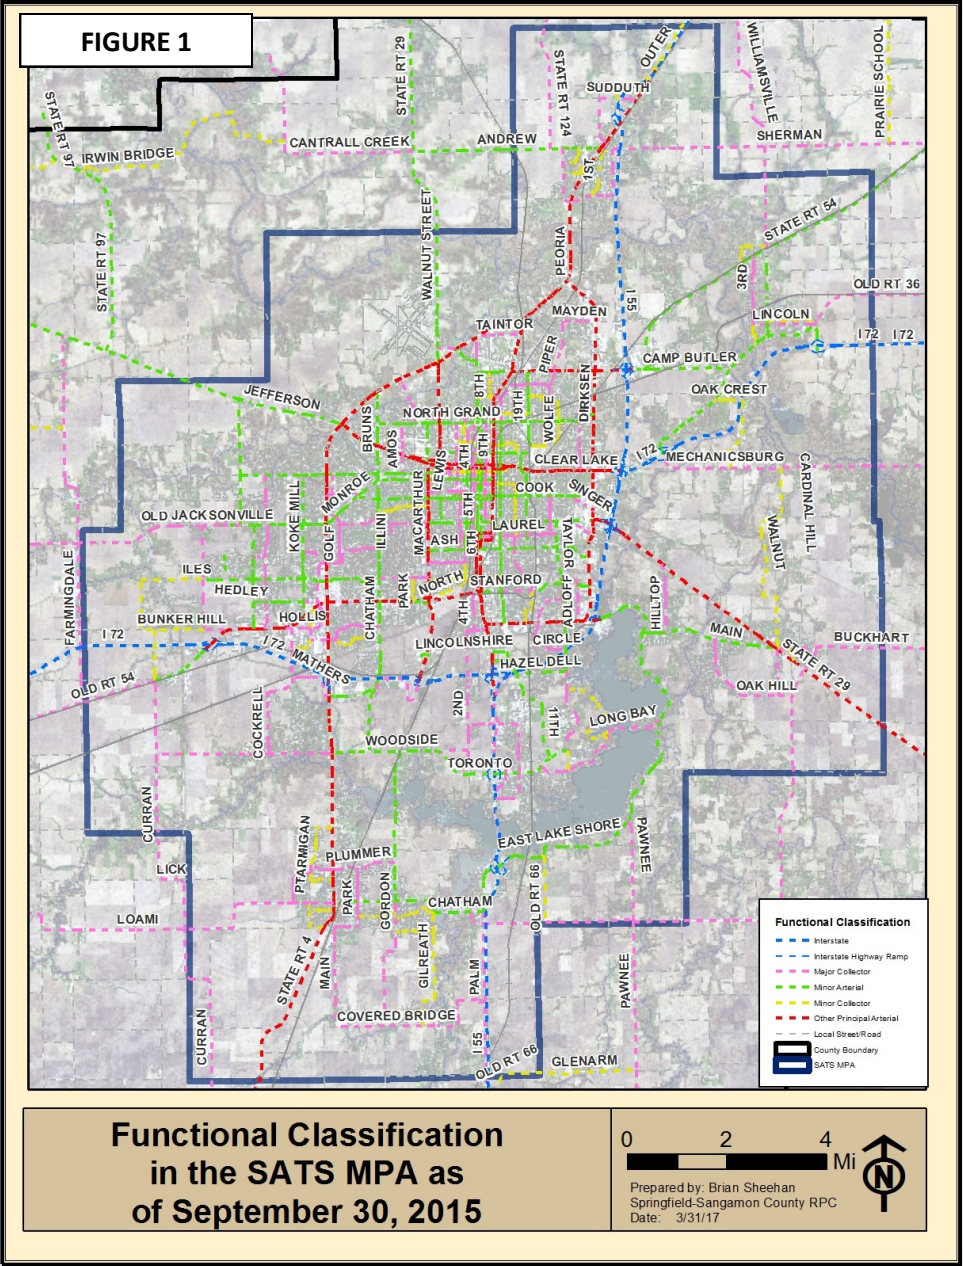 FIGURE 1
STATE RT 29
STATE RT 124
OUTER
WILLIAMSVILLE
PRAIRIE SCHOOL
SUDDUTH
STATE RT 97
IRWIN BRIDGE
CANTRALL CREEK
ANDREW
SHERMAN
1ST
STATE RT 97
WALNUT STREET
PEORIA
STATE RT 54
3RD
OLD RT 36
I 55
TAINTOR
MAYDEN
LINCOLN
I 72
I 72
PIPER
CAMP BUTLER
JEFFERSON
8TH
19TH
DIRKSEN
OAK CREST
BRUNS
NORTH GRAND
WOLFE
AMOS
LEWIS
4TH
9TH
CLEAR LAKE
I 72
MECHANICSBURG
CARDINAL HILL
MONROE
MACARTHUR
5TH
COOK
SINGER
OLD JACKSONVILLE
KOKE MILL
GOLF
ILLINI
ASH
6TH
LAUREL
TAYLOR
WALNUT
FARMINGDALE
ILES
HEDLEY
CHATHAM
PARK
NORTH
STANFORD
ADLOFF
HILLTOP
BUNKER HILL
HOLLIS
4TH
I 72
I 72
MATHERS
LINCOLNSHIRE
CIRCLE
MAIN
BUCKHART
HAZEL DELL
STATE RT 29
OLD RT 54
COCKRELL
2ND
11TH
OAK HILL
LONG BAY
WOODSIDE
TORONTO
CURRAN
PTARMIGAN
EAST LAKE SHORE
PAWNEE
LICK
PLUMMER
PARK
GORDON
OLD RT 66
LOAMI
CHATHAM
STATE RT 4
MAIN
GILREATH
PALM
PAWNEE
CURRAN
COVERED BRIDGE
I 55
OLD RT 66
GLENARM
Functional Classification
Interstate
Interstate Highway Ramp
Major Collector
Minor Arterial
Minor Collector
Other Principal Arterial
Local Street/Road
County Boundary
SATS MPA
Functional Classification
in the SATS MPA as
of September 30, 2015
0 2 4
Mi
N
Prepared by: Brian Sheehan
Springfield-Sangamon County RPC
Date: 3/31/17